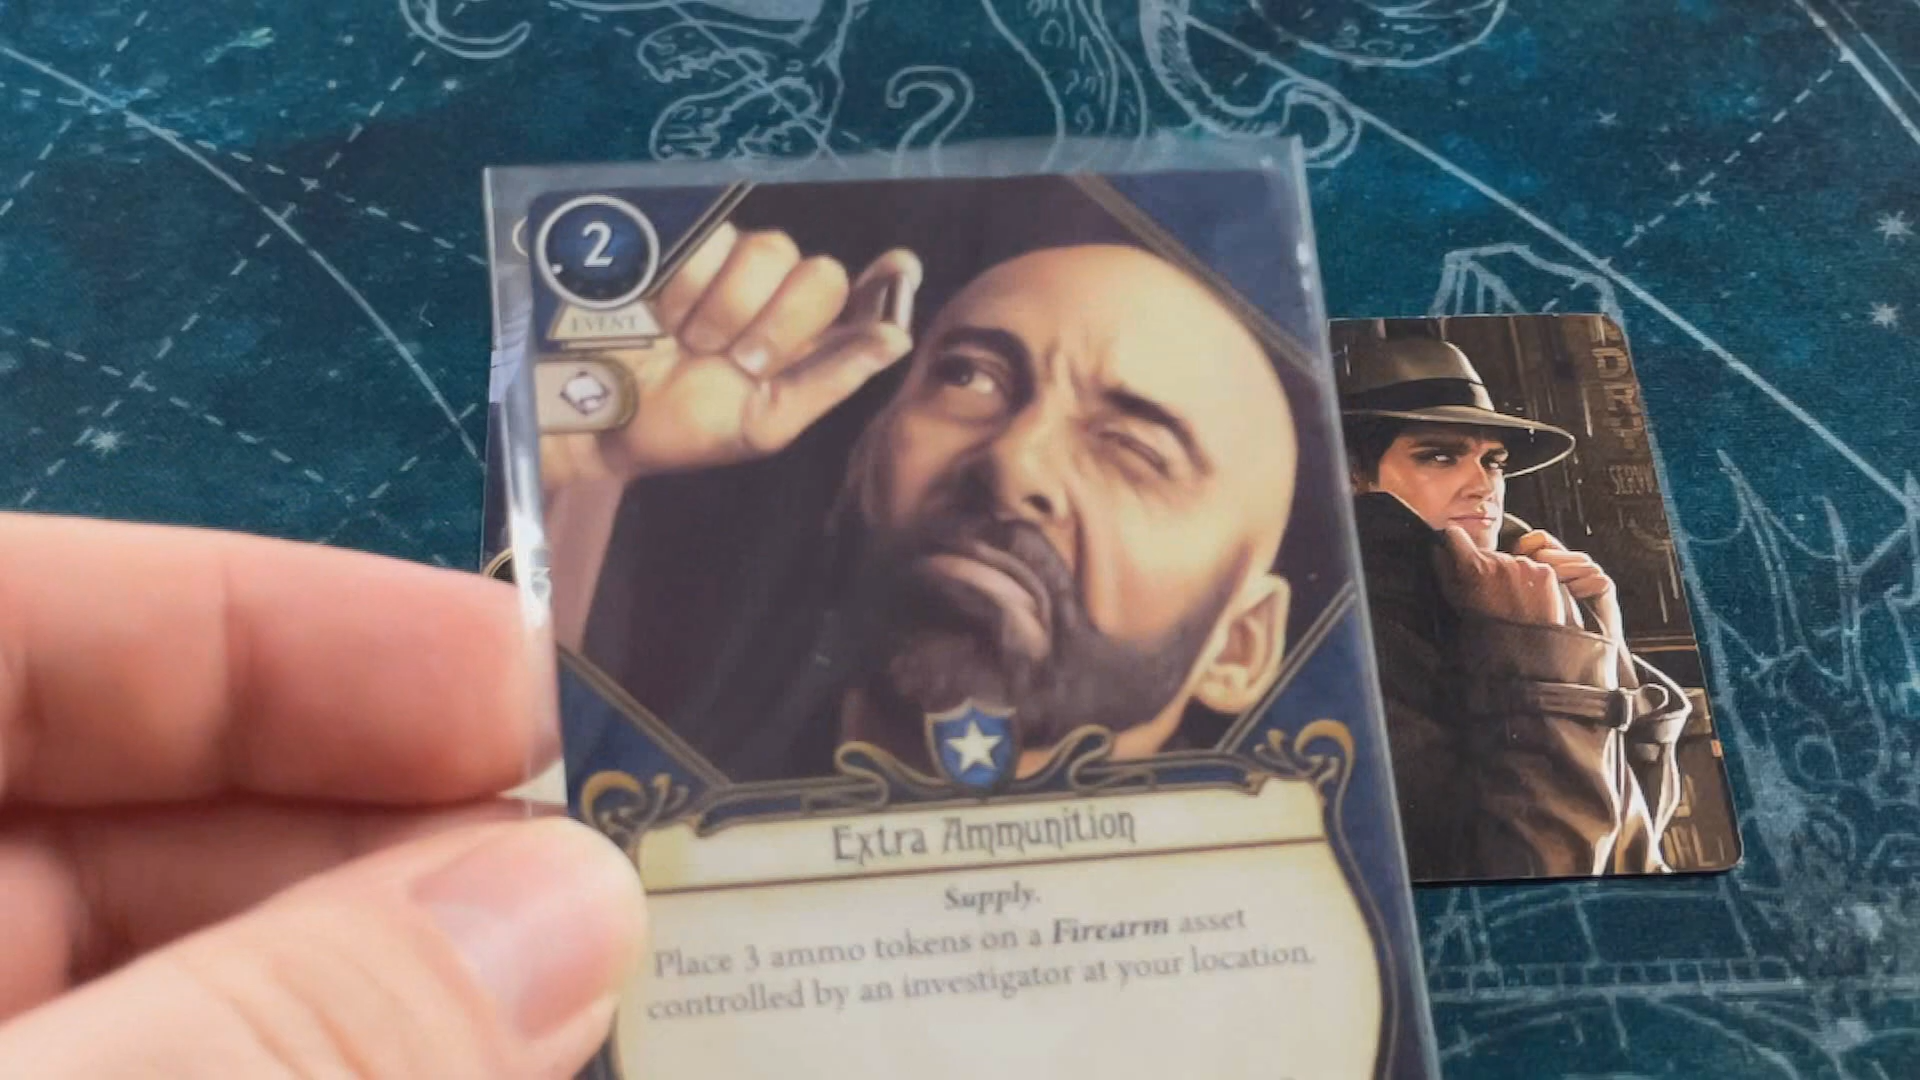 2
EVENT
Extra Ammunition
Supply.
Place 3 ammo tokens on a Firearm asset
controlled by an investigator at your location.